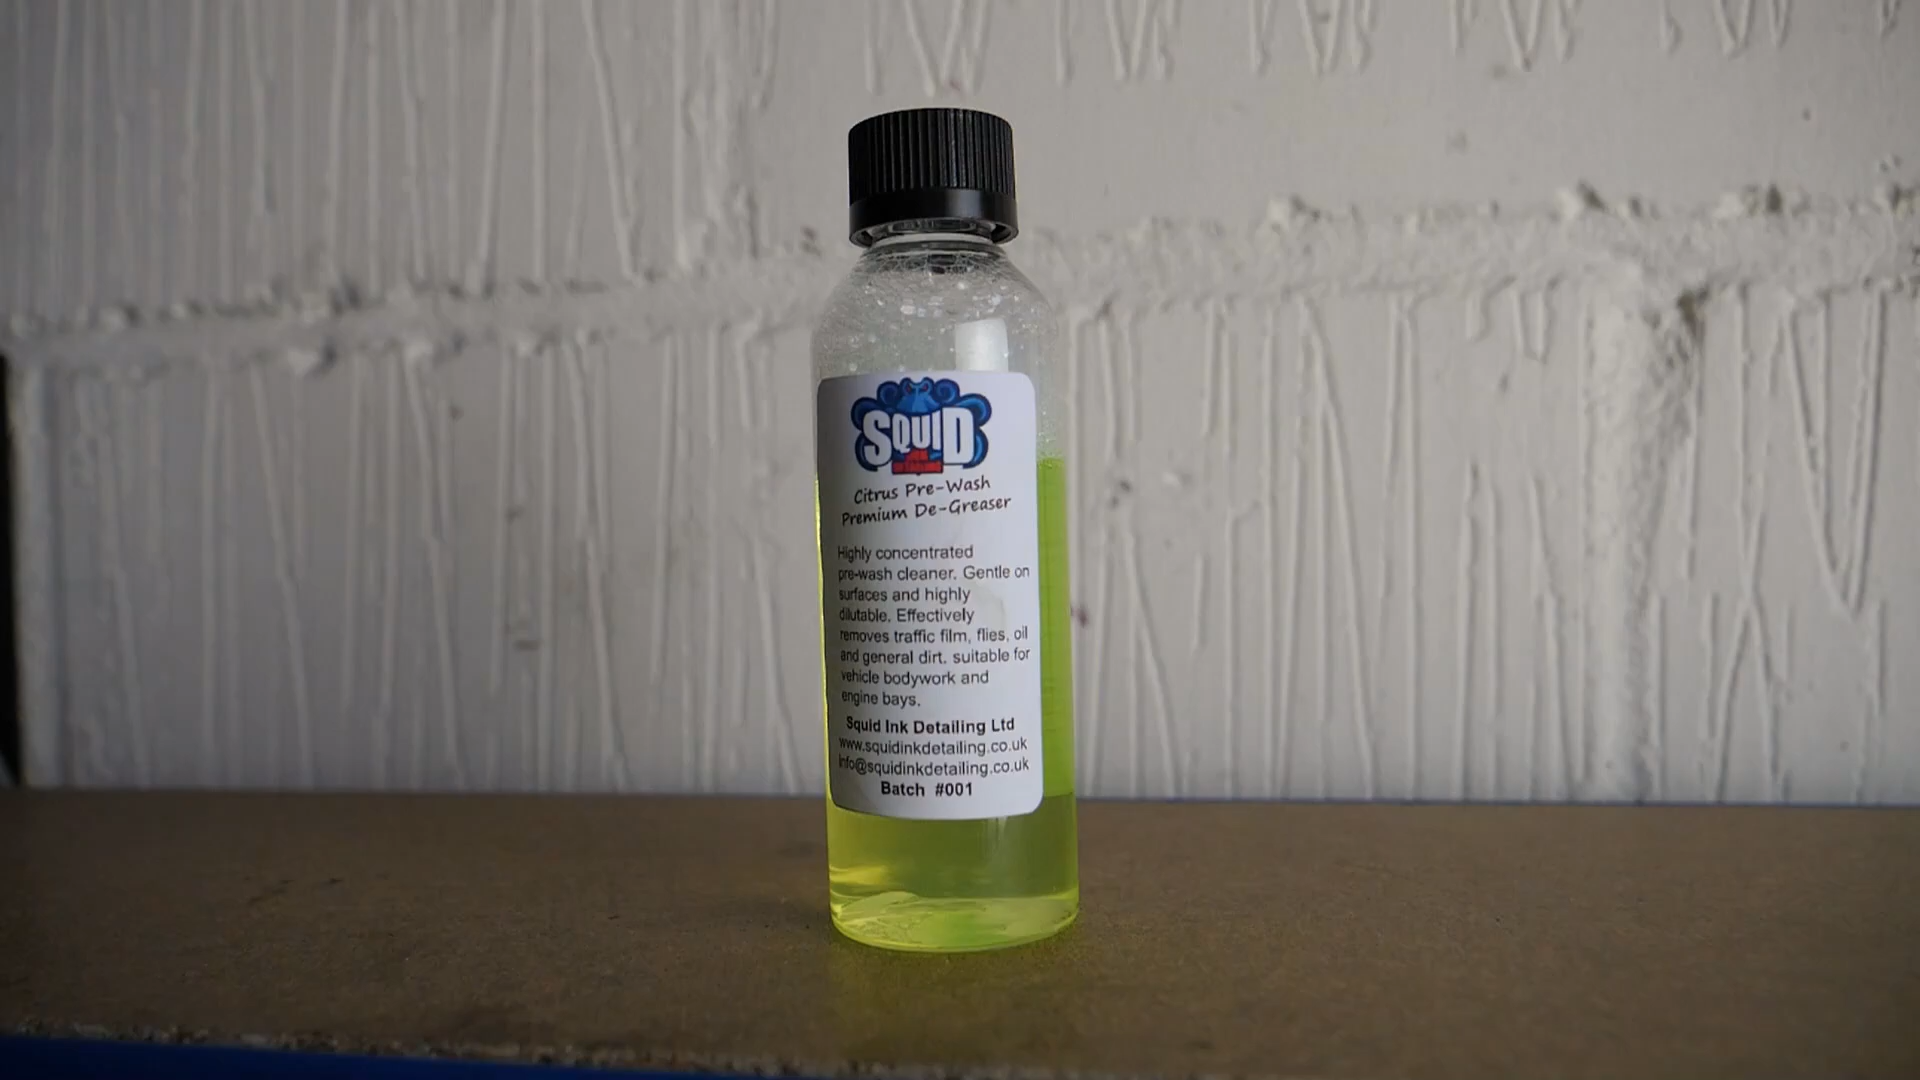 SQUID
Citrus Pre-Wash
Premium De-Greaser
Highly concentrated
pre-wash cleaner. Gentle on
surfaces and highly
dilutable. Effectively
removes traffic film, flies, oil
and general dirt. suitable for
vehicle bodywork and
engine bays.
Squid Ink Detailing Ltd
www.squidinkdetailing.co.uk
Info@squidinkdetailing.co.uk
Batch #001